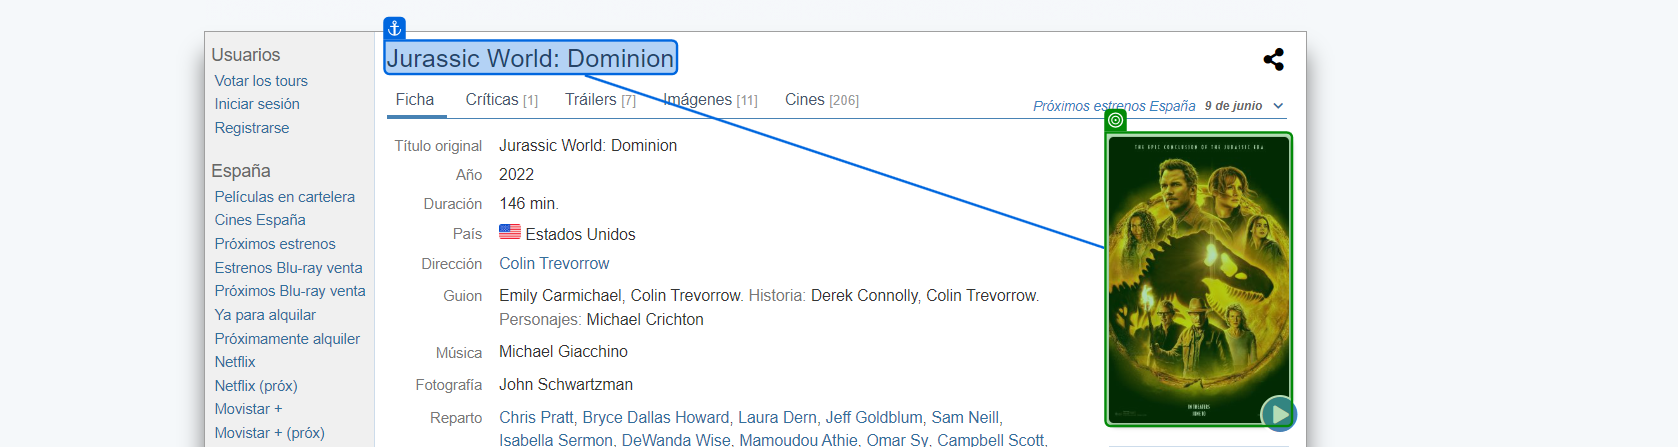 Usuarios
Votar los tours
Iniciar sesión
Registrarse
España
Películas en cartelera
Cines España
Próximos estrenos
Estrenos Blu-ray venta
Próximos Blu-ray venta
Ya para alquilar
Próximamente alquiler
Netflix
Netflix (próx)
Movistar +
Movistar + (próx)
Jurassic World: Dominion
Ficha Críticas [1] Tráilers [7] Imágenes [11] Cines [206]
Próximos estrenos España 9 de junio
Título original Jurassic World: Dominion
Año 2022
Duración 146 min.
País Estados Unidos
Dirección Colin Trevorrow
Guion Emily Carmichael, Colin Trevorrow. Historia: Derek Connolly, Colin Trevorrow.
Personajes: Michael Crichton
Música Michael Giacchino
Fotografía John Schwartzman
Reparto Chris Pratt, Bryce Dallas Howard, Laura Dern, Jeff Goldblum, Sam Neill,
Isabella Sermon, DeWanda Wise, Mamoudou Athie, Omar Sy, Campbell Scott,
THE EPIC CONCLUSION OF THE JURASSIC ERA
IN THEATERS
JUNE 10